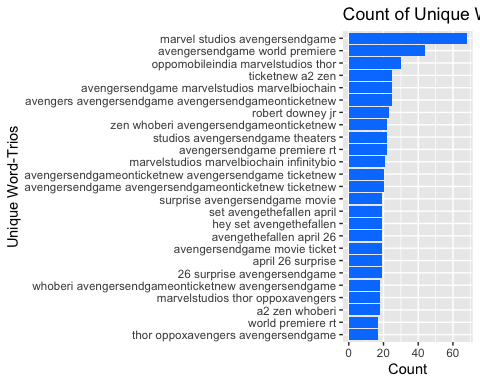 Count of Unique W
Unique Word-Trios
marvel studios avengersendgame
avengersendgame world premiere
oppomobileindia marvelstudios thor
ticketnew a2 zen
avengersendgame marvelstudios marvelbiochain
avengers avengersendgame avengersendgameonticketnew
robert downey jr
zen whoberi avengersendgameonticketnew
studios avengersendgame theaters
avengersendgame premiere rt
marvelstudios marvelbiochain infinitybio
avengersendgameonticketnew avengersendgame ticketnew
avengersendgame avengersendgameonticketnew ticketnew
surprise avengersendgame movie
set avengethefallen april
hey set avengethefallen
avengethefallen april 26
avengersendgame movie ticket
april 26 surprise
26 surprise avengersendgame
whoberi avengersendgameonticketnew avengersendgame
marvelstudios thor oppoxavengers
a2 zen whoberi
world premiere rt
thor oppoxavengers avengersendgame
0 20 40 60
Count